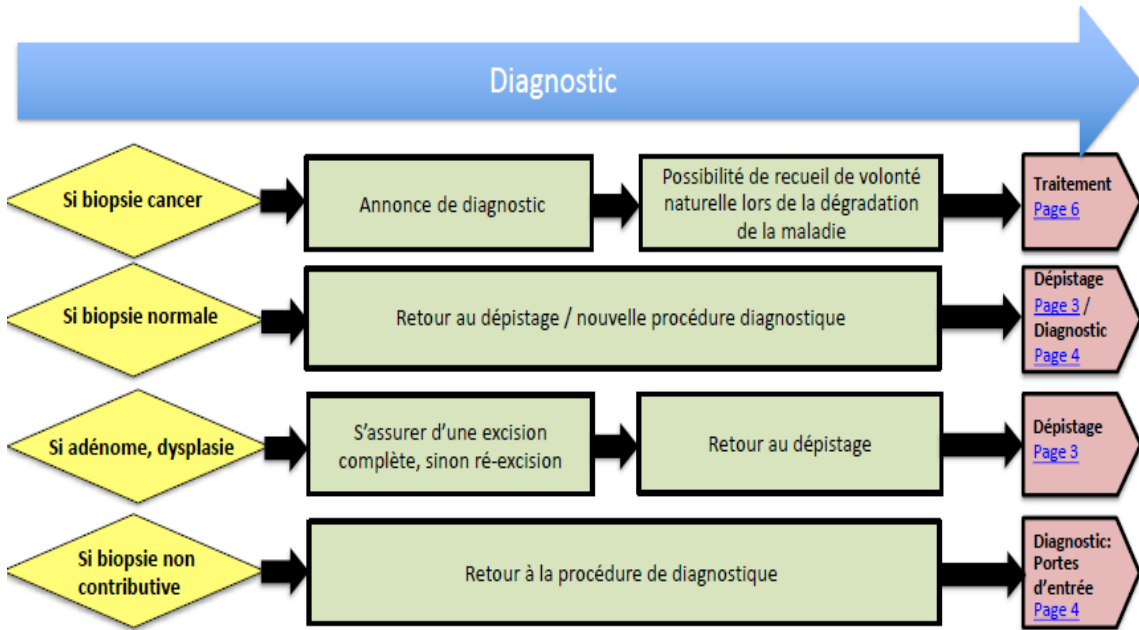 Diagnostic
Si biopsie cancer
Annonce de diagnostic
Possibilité de recueil de volonté
naturelle lors de la dégradation
de la maladie
Traitement
Page 6
Si biopsie normale
Retour au dépistage / nouvelle procédure diagnostique
Dépistage
Page 3 /
Diagnostic
Page 4
Si adénome, dysplasie
S'assurer d'une excision
complète, sinon ré-excision
Retour au dépistage
Dépistage
Page 3
Si biopsie non
contributive
Retour à la procédure de diagnostique
Diagnostic:
Portes
d'entrée
Page 4